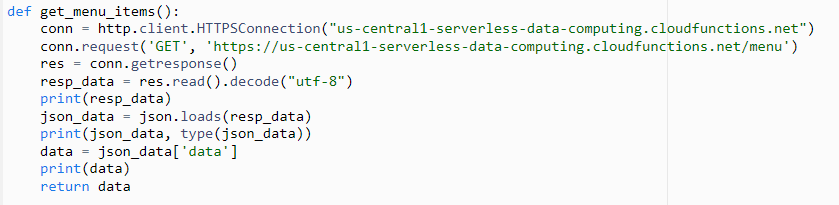 def get_menu_items():
    conn = http.client.HTTPSConnection("us-central1-serverless-data-computing.cloudfunctions.net")
    conn.request('GET', 'https://us-central1-serverless-data-computing.cloudfunctions.net/menu')
    res = conn.getresponse()
    resp_data = res.read().decode("utf-8")
    print(resp_data)
    json_data = json.loads(resp_data)
    print(json_data, type(json_data))
    data = json_data['data']
    print(data)
    return data